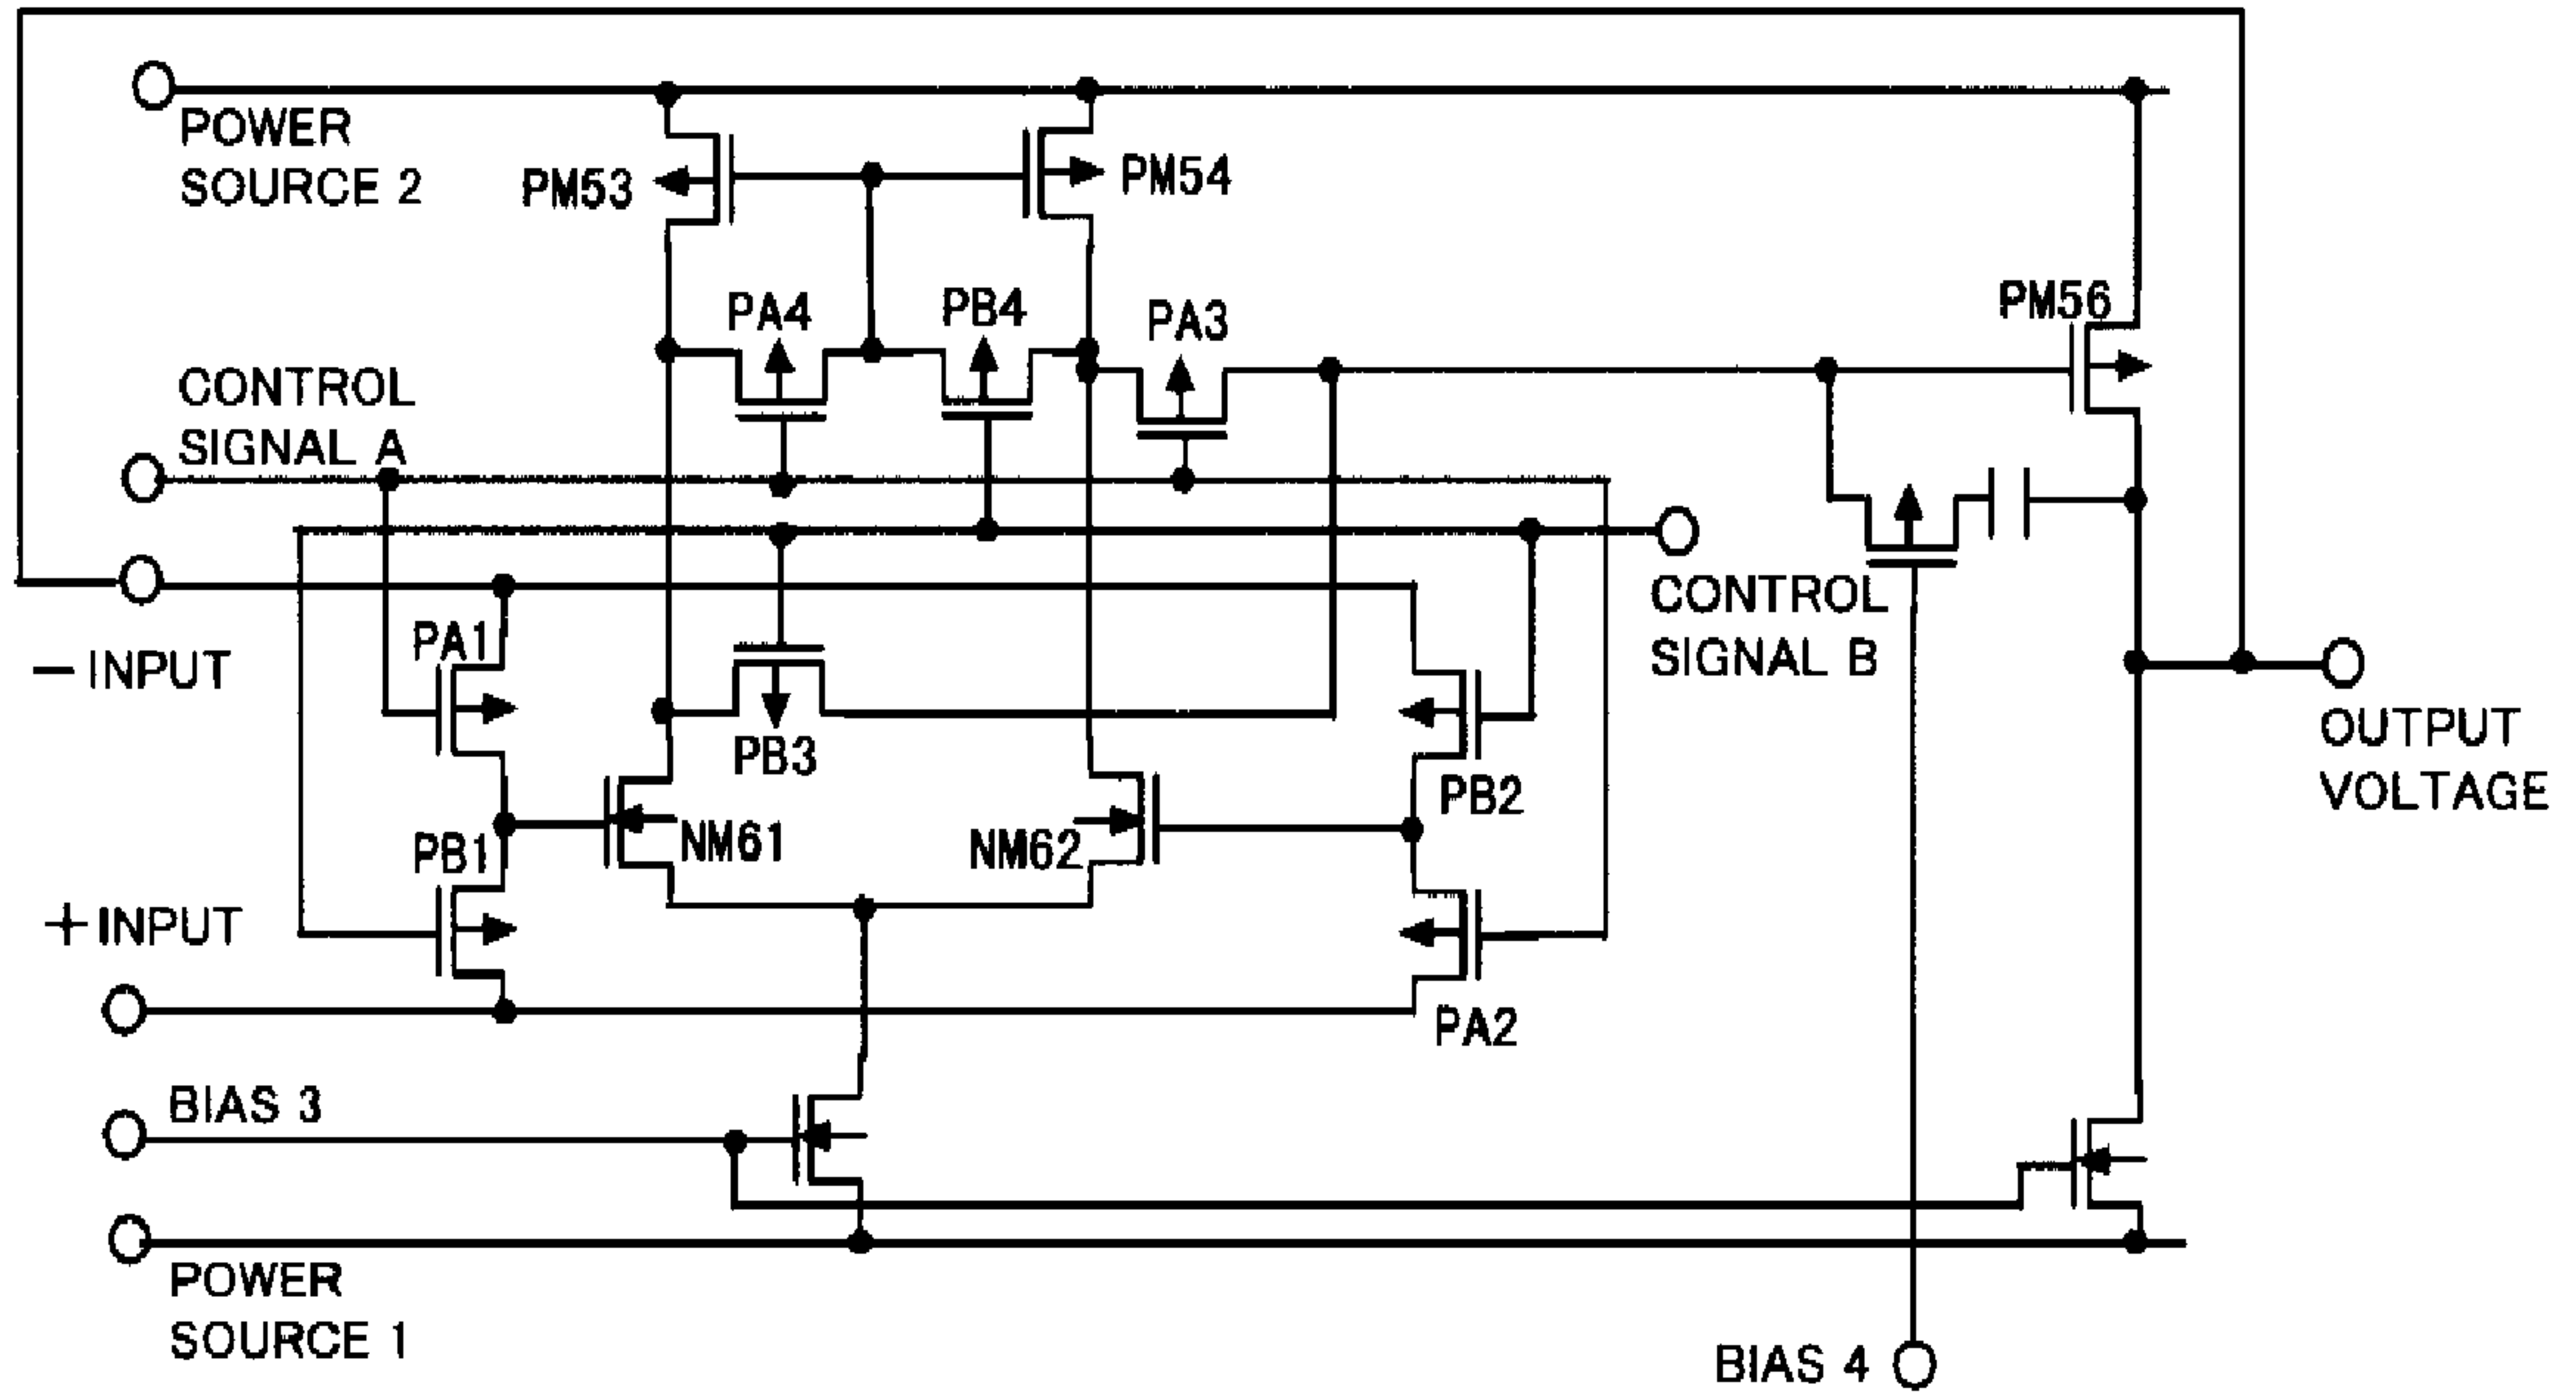 POWER
SOURCE 2
PM53
PM54
PM56
PA4
PB4
PA3
CONTROL
SIGNAL A
CONTROL
SIGNAL B
− INPUT
PA1
PB3
PB2
OUTPUT
VOLTAGE
PB1
NM61
NM62
+ INPUT
PA2
BIAS 3
POWER
SOURCE 1
BIAS 4